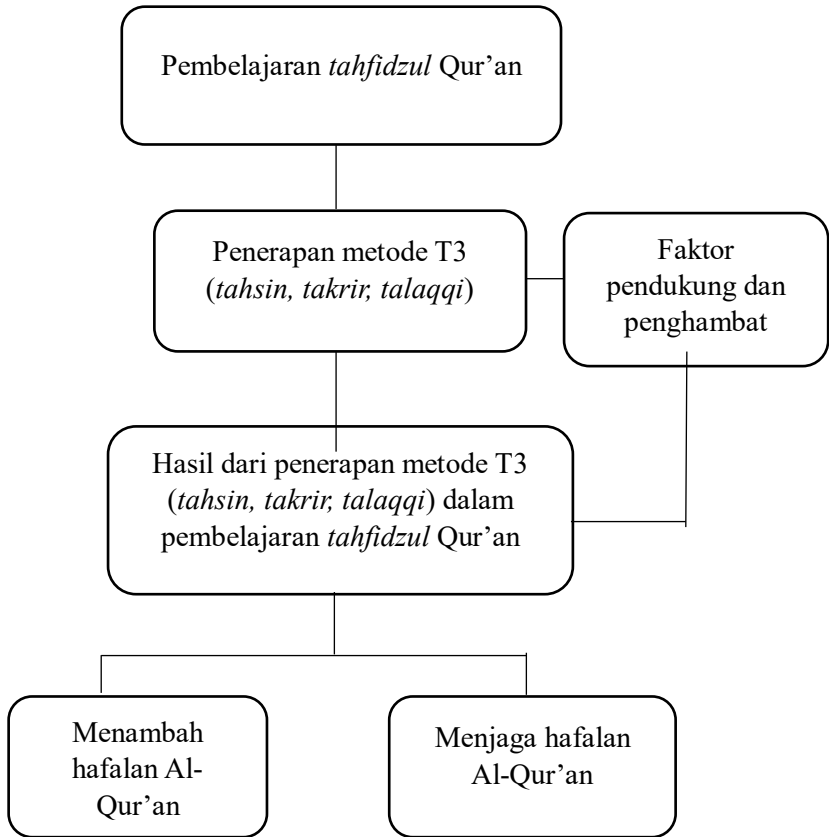 Pembelajaran tahfidzul Qur’an
Penerapan metode T3
(tahsin, takrir, talaqqi)
Faktor
pendukung dan
penghambat
Hasil dari penerapan metode T3
(tahsin, takrir, talaqqi) dalam
pembelajaran tahfidzul Qur’an
Menambah
hafalan Al-
Qur’an
Menjaga hafalan
Al-Qur’an